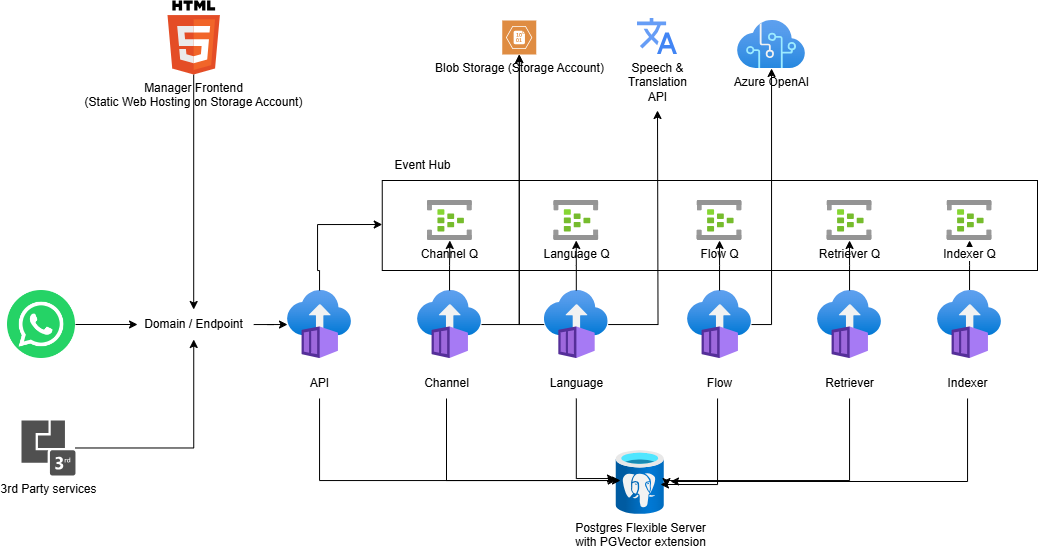 HTML
Manager Frontend
(Static Web Hosting on Storage Account)
Blob Storage (Storage Account)
Speech &
Translation
API
Azure OpenAI
Event Hub
Channel Q
Language Q
Flow Q
Retriever Q
Indexer Q
Domain / Endpoint
API
Channel
Language
Flow
Retriever
Indexer
3rd
3rd Party services
Postgres Flexible Server
with PGVector extension